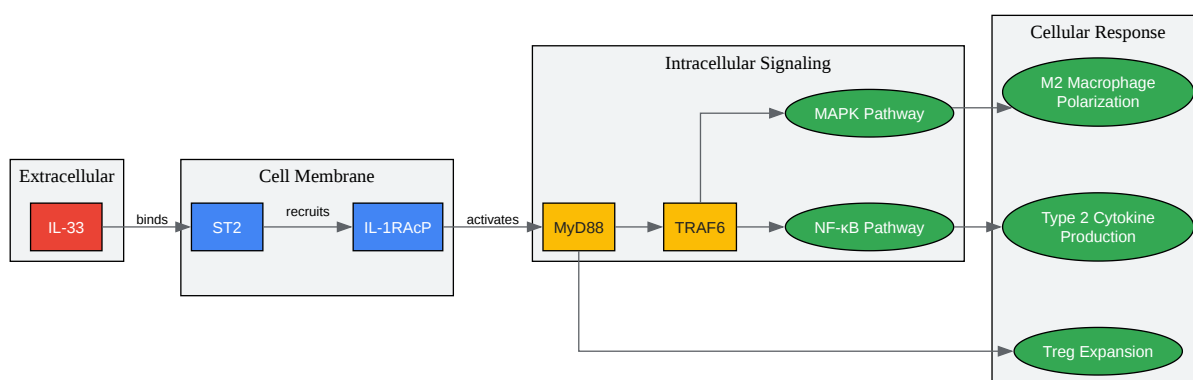 Extracellular
IL-33
binds
Cell Membrane
ST2
recruits
IL-1RAcP
activates
Intracellular Signaling
MyD88
TRAF6
MAPK Pathway
NF-κB Pathway
Cellular Response
M2 Macrophage
Polarization
Type 2 Cytokine
Production
Treg Expansion